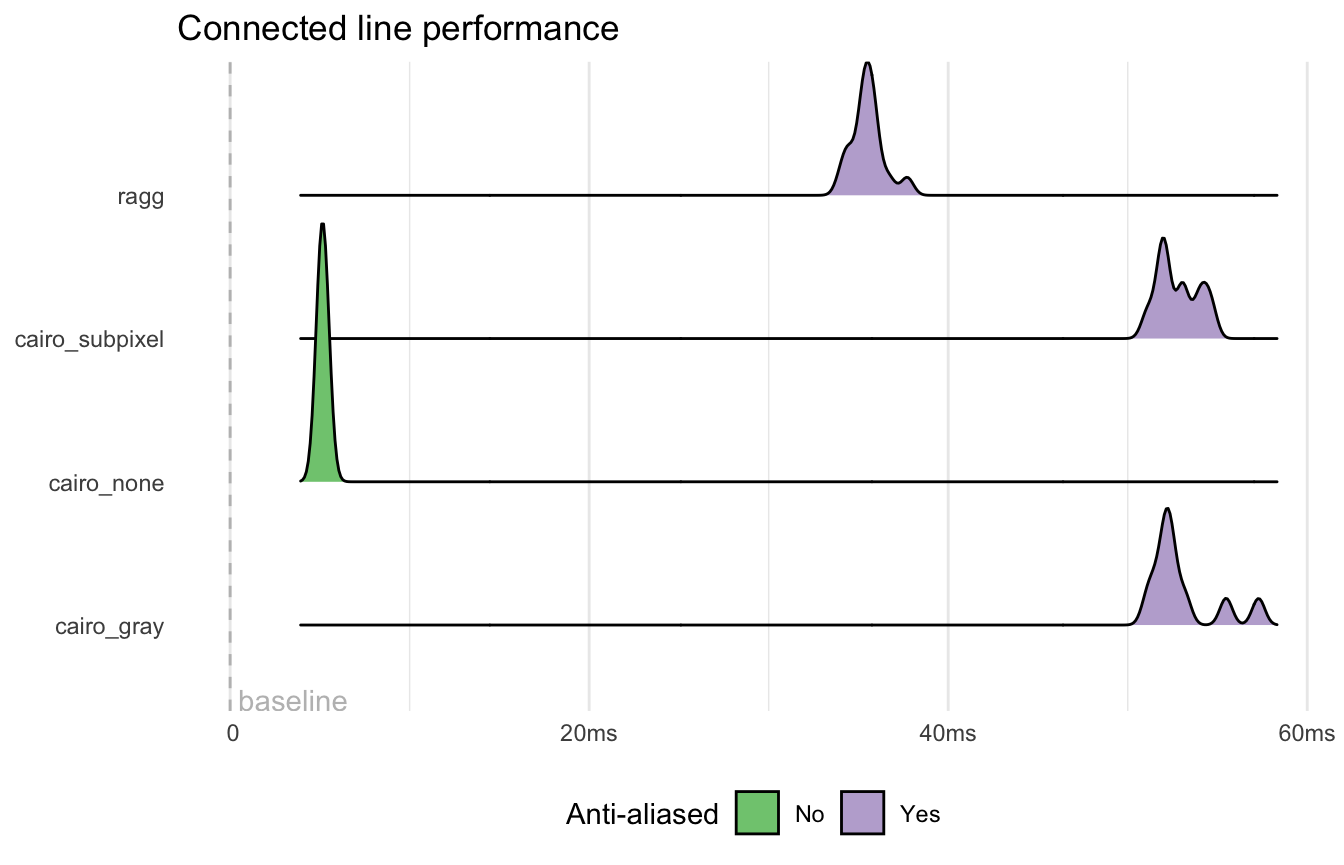 Connected line performance
ragg
cairo_subpixel
cairo_none
cairo_gray
baseline
0 20ms 40ms 60ms
Anti-aliased No Yes